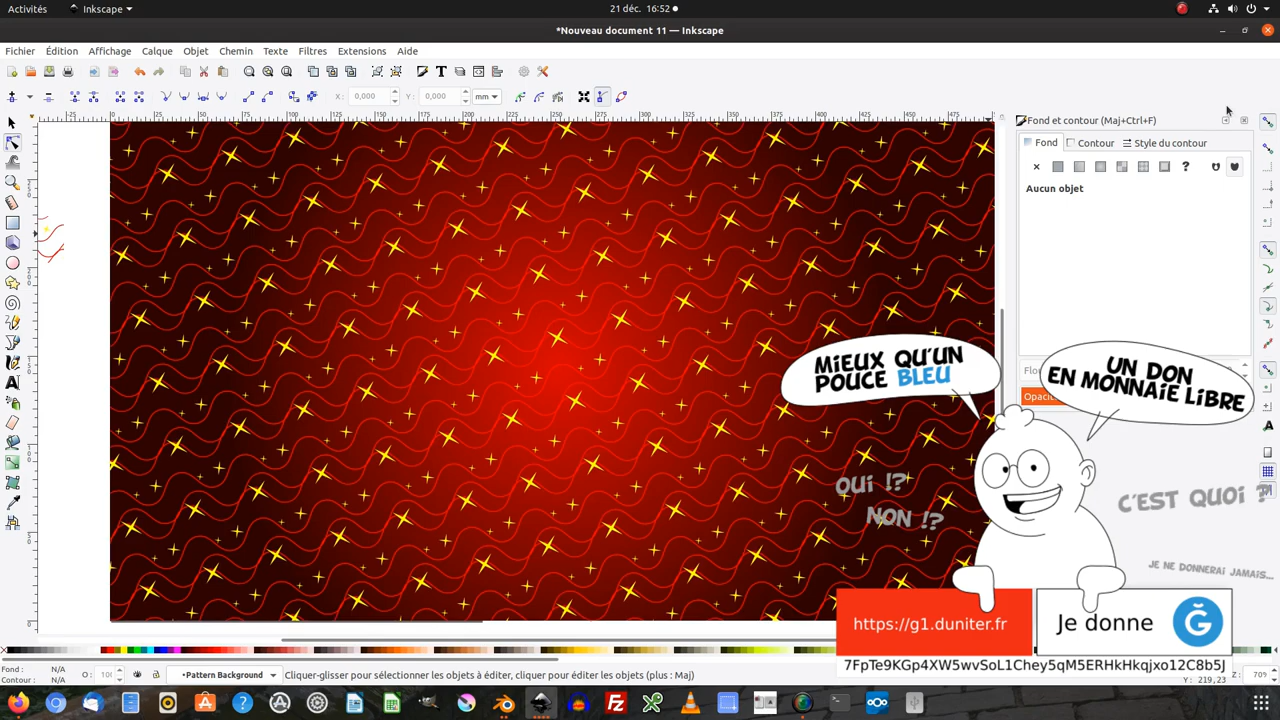 Activités
Inkscape
21 déc. 16:52
*Nouveau document 11 — Inkscape
Fichier Édition Affichage Calque Objet Chemin Texte Filtres Extensions Aide
X: 0,000 Y: 0,000 mm
Fond et contour (Maj+Ctrl+F)
Fond Contour Style du contour
Aucun objet
MIEUX QU'UN
POUCE BLEU
UN DON
EN MONNAIE LIBRE
OUI !?
NON !?
C'EST QUOI ?
JE NE DONNERAI JAMAIS...
https://g1.duniter.fr
Je donne
7FpTe9KGp4XW5wvSoL1Chey5qM5ERHkHkqjxo12C8b5J
Fond : N/A
Contour : N/A
O :
•Pattern Background
Cliquer-glisser pour sélectionner les objets à éditer, cliquer pour éditer les objets (plus : Maj)
X: 219,23
Z: